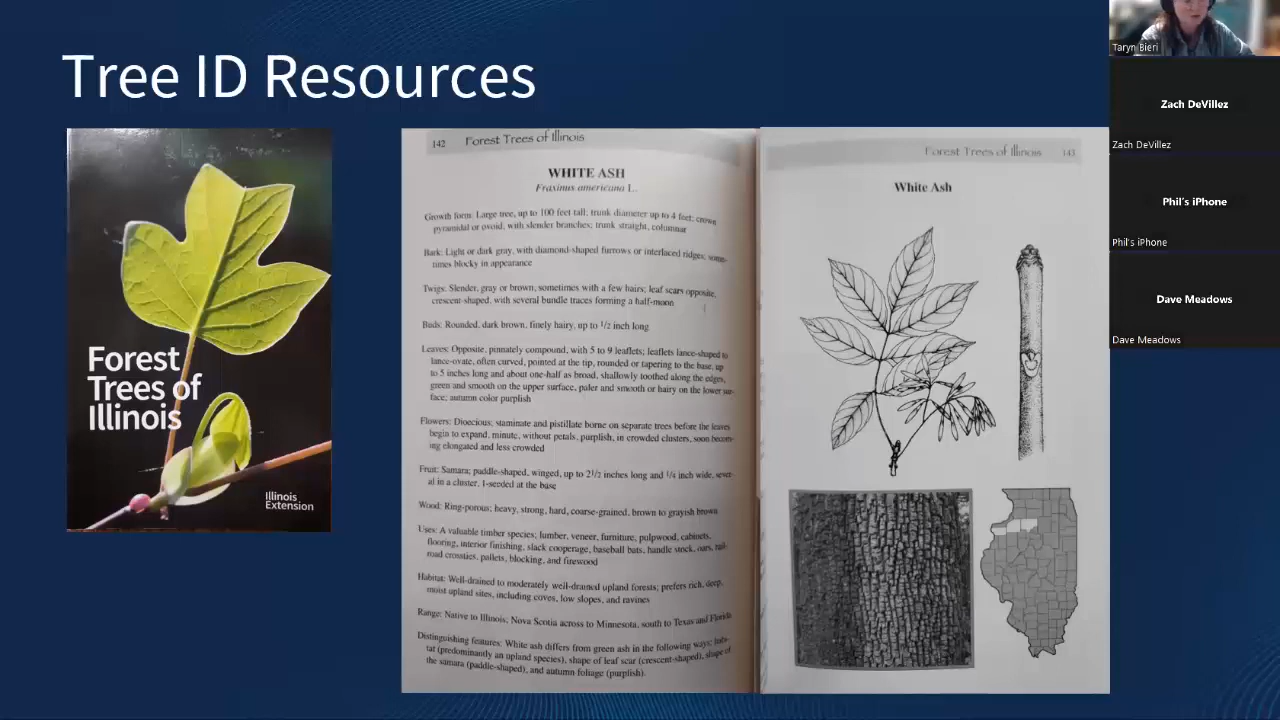 Tree ID Resources
Forest
Trees of
Illinois
Illinois
Extension
142 Forest Trees of Illinois
WHITE ASH
Fraxinus americana L.
Growth form: Large tree, up to 100 feet tall; trunk diameter up to 4 feet; crown
pyramidal or ovoid, with slender branches; trunk straight, columnar
Bark: Light or dark gray, with diamond-shaped furrows or interlaced ridges; some-
times blocky in appearance
Twigs: Slender, gray or brown, sometimes with a few hairs; leaf scars opposite,
crescent-shaped, with several bundle traces forming a half-moon
Buds: Rounded, dark brown, finely hairy, up to 1/2 inch long
Leaves: Opposite, pinnately compound, with 5 to 9 leaflets; leaflets lance-shaped to
lance-ovate, often curved, pointed at the tip, rounded or tapering to the base, up
to 5 inches long and about one-half as broad, shallowly toothed along the edges,
green and smooth on the upper surface, paler and smooth or hairy on the lower sur-
face; autumn color purplish
Flowers: Dioecious; staminate and pistillate borne on separate trees before the leaves
begin to expand, minute, without petals, purplish, in crowded clusters, soon becom-
ing elongated and less crowded
Fruit: Samara; paddle-shaped, winged, up to 2 1/2 inches long and 1/4 inch wide, sever-
al in a cluster, 1-seeded at the base
Wood: Ring-porous; heavy, strong, hard, course-grained, brown to grayish brown
Uses: A valuable timber species; lumber, veneer, furniture, pulpwood, cabinets,
flooring, interior finishing, slack cooperage, baseball bats, handle stock, oars, rail-
road crossties, pallets, blocking, and firewood
Habitat: Well-drained to moderately well-drained upland forests; prefers rich, deep,
moist upland sites, including coves, low slopes, and ravines
Range: Native to Illinois; Nova Scotia across to Minnesota, south to Texas and Florida
Distinguishing features: White ash differs from green ash in the following ways: habi-
tat (predominantly an upland species), shape of leaf scar (crescent-shaped), shape of
the samara (paddle-shaped), and autumn foliage (purplish).
Forest Trees of Illinois 143
White Ash
Taryn Bieri
Zach DeVillez
Zach DeVillez
Phil's iPhone
Phil's iPhone
Dave Meadows
Dave Meadows